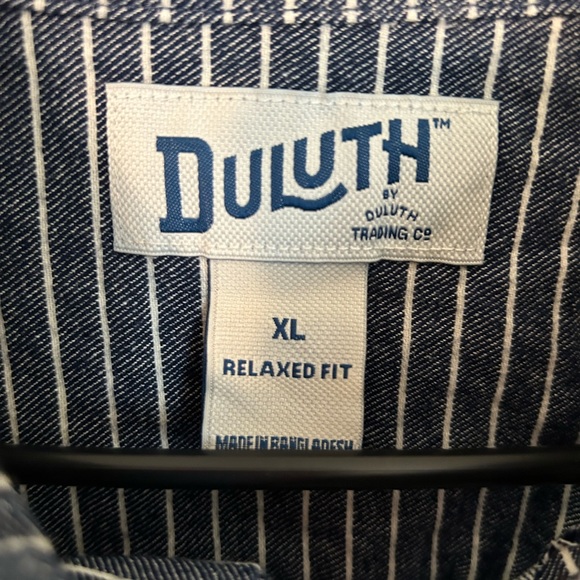 DULUTH™
BY
DULUTH
TRADING CO
XL
RELAXED FIT
MADE IN BANGLADESH